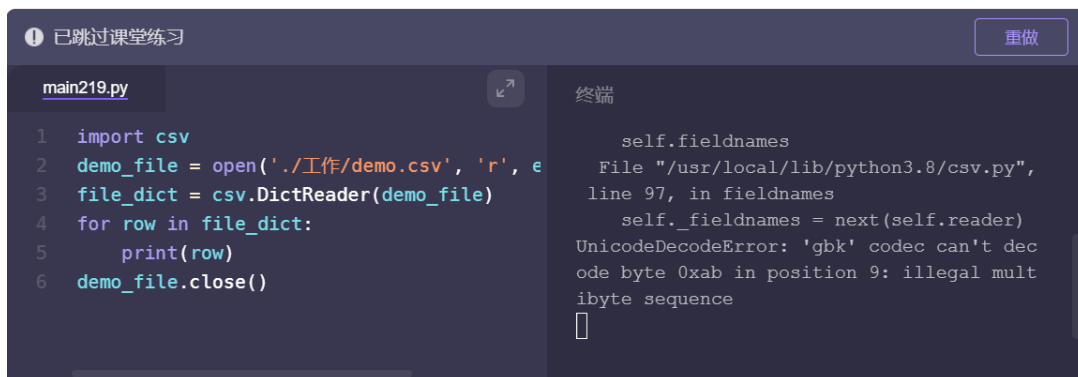 已跳过课堂练习
重做
main219.py
1 import csv
2 demo_file = open('./工作/demo.csv', 'r', e
3 file_dict = csv.DictReader(demo_file)
4 for row in file_dict:
5     print(row)
6 demo_file.close()
终端
self.fieldnames
File "/usr/local/lib/python3.8/csv.py",
line 97, in fieldnames
self._fieldnames = next(self.reader)
UnicodeDecodeError: 'gbk' codec can't dec
ode byte 0xab in position 9: illegal mult
ibyte sequence